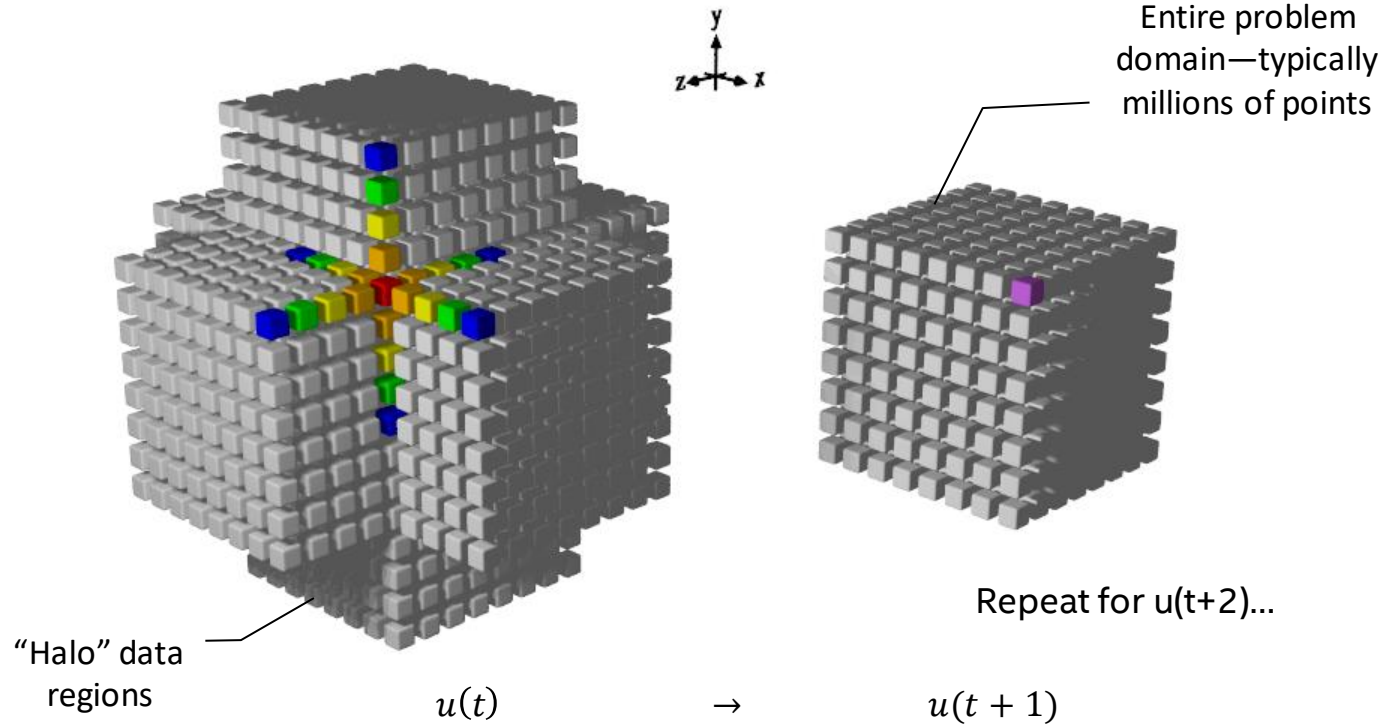 y
z x
Entire problem
domain—typically
millions of points
Repeat for u(t+2)...
“Halo” data
regions
u(t) → u(t + 1)